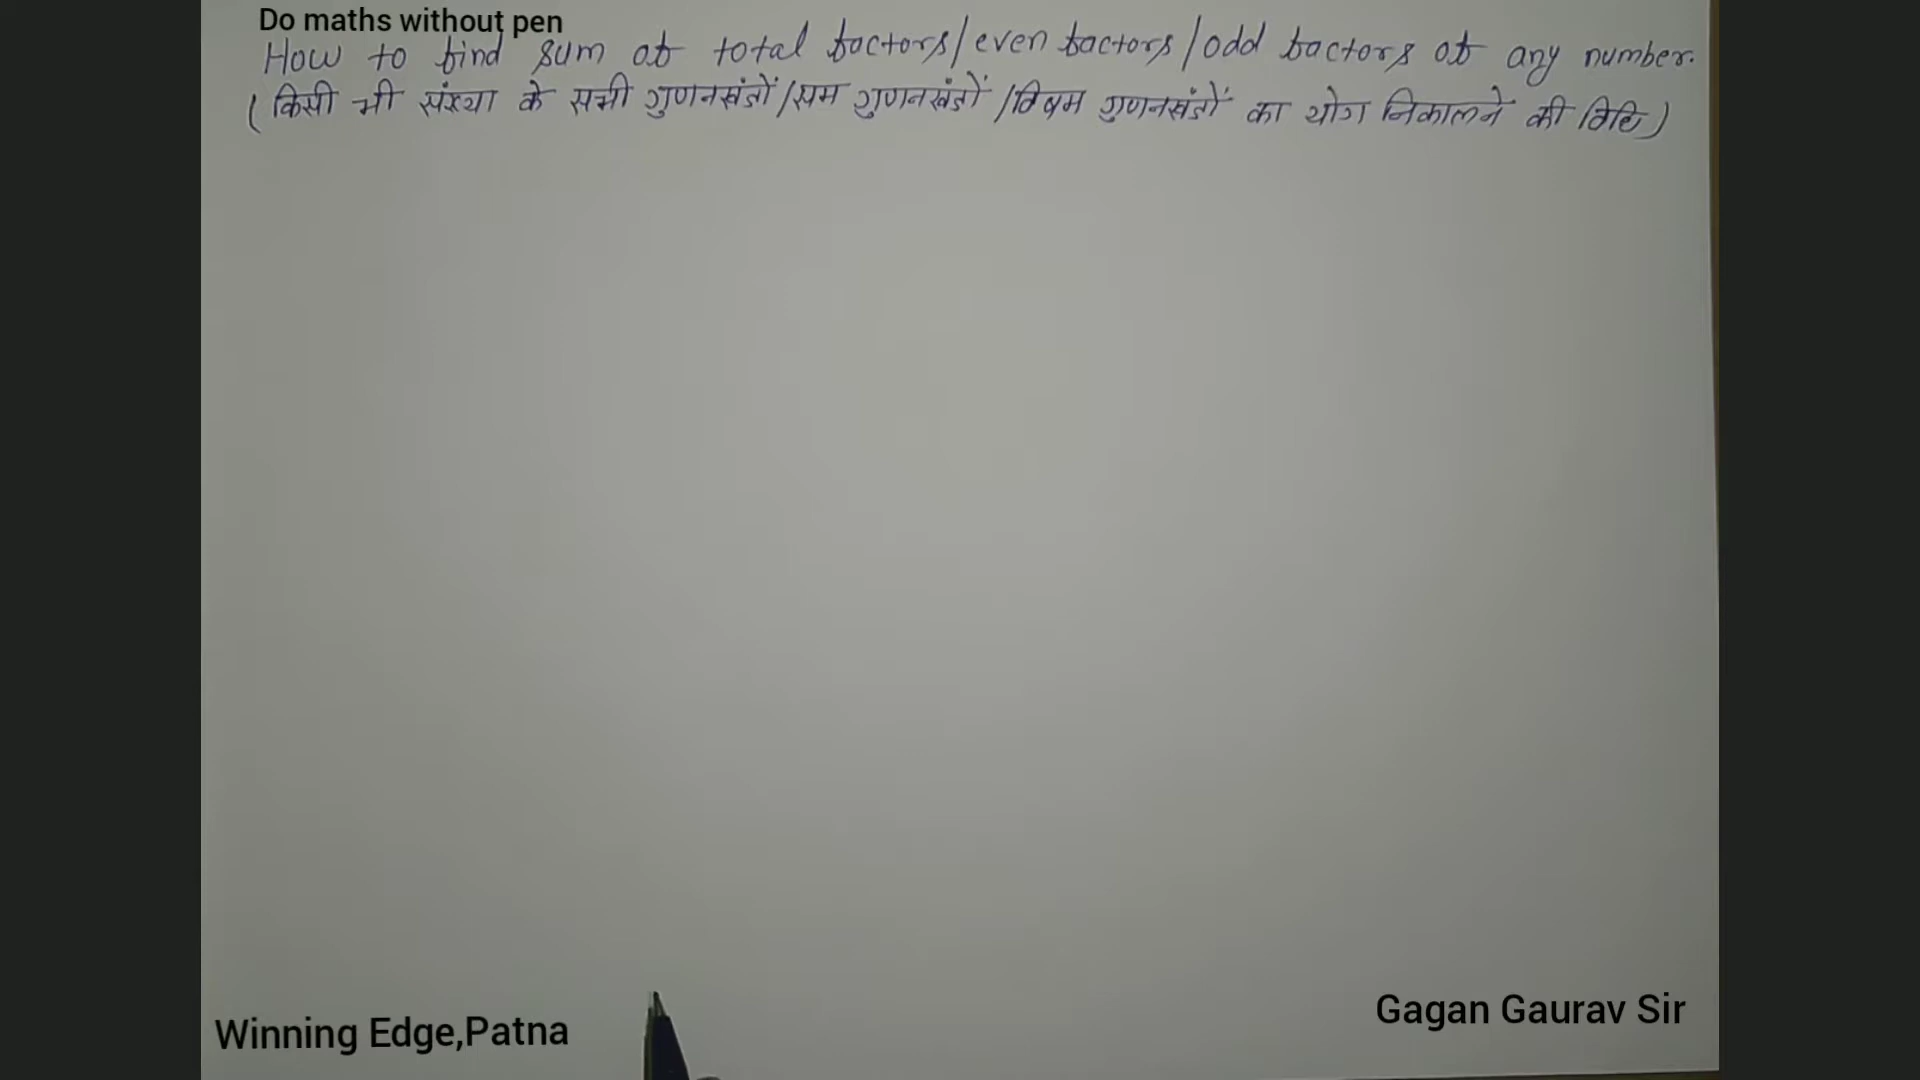 Do maths without pen
How to find sum of total factors/even factors/odd factors of any number.
(किसी भी संख्या के सभी गुणनखंडों/सम गुणनखंडों/विषम गुणनखंडों का योग निकालने की विधि)
Winning Edge,Patna
Gagan Gaurav Sir